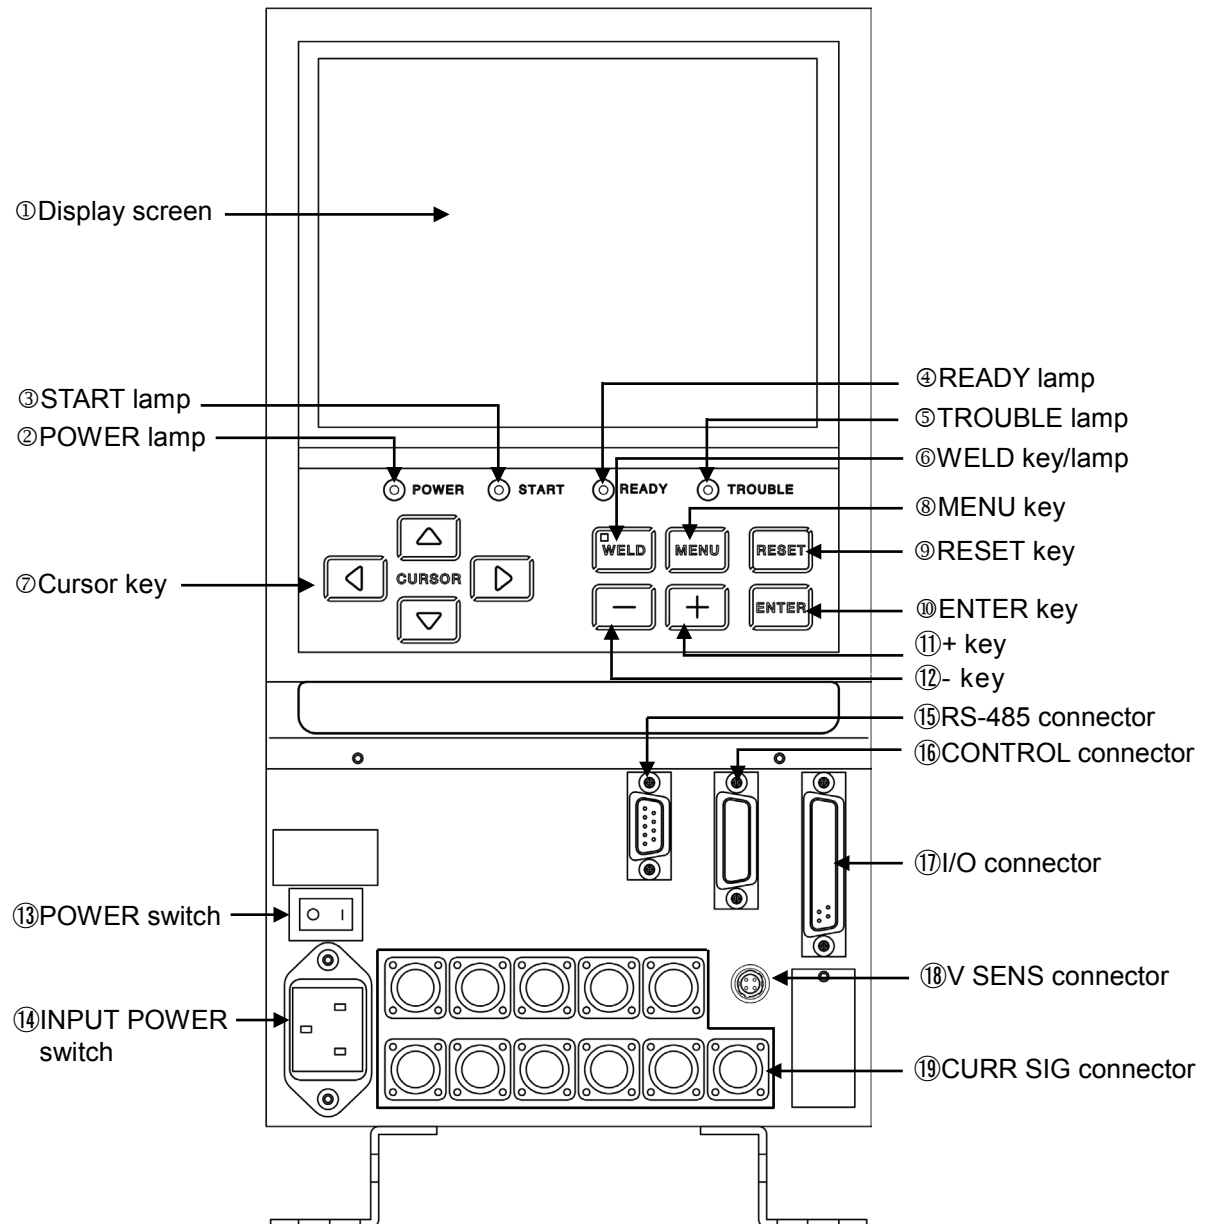 ①Display screen
③START lamp
②POWER lamp
④READY lamp
⑤TROUBLE lamp
⑥WELD key/lamp
POWER
START
READY
TROUBLE
⑧MENU key
WELD
MENU
RESET
⑨RESET key
⑦Cursor key
CURSOR
−
+
ENTER
⑩ENTER key
⑪+ key
⑫- key
⑮RS-485 connector
⑯CONTROL connector
⑰I/O connector
⑬POWER switch
O I
⑱V SENS connector
⑭INPUT POWER
switch
⑲CURR SIG connector